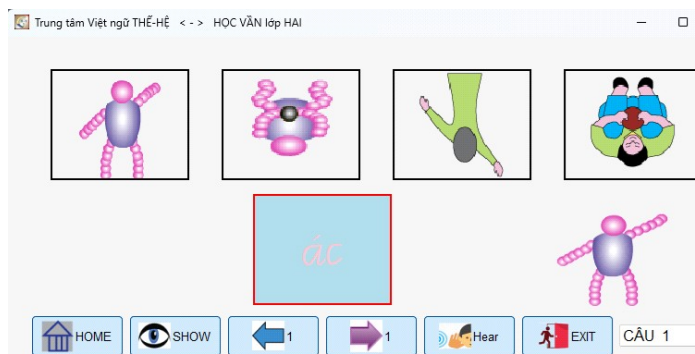 Trung tâm Việt ngữ THẾ-HỆ < - > HỌC VẦN lớp HAI
ác
HOME
SHOW
1
1
Hear
EXIT
CÂU 1